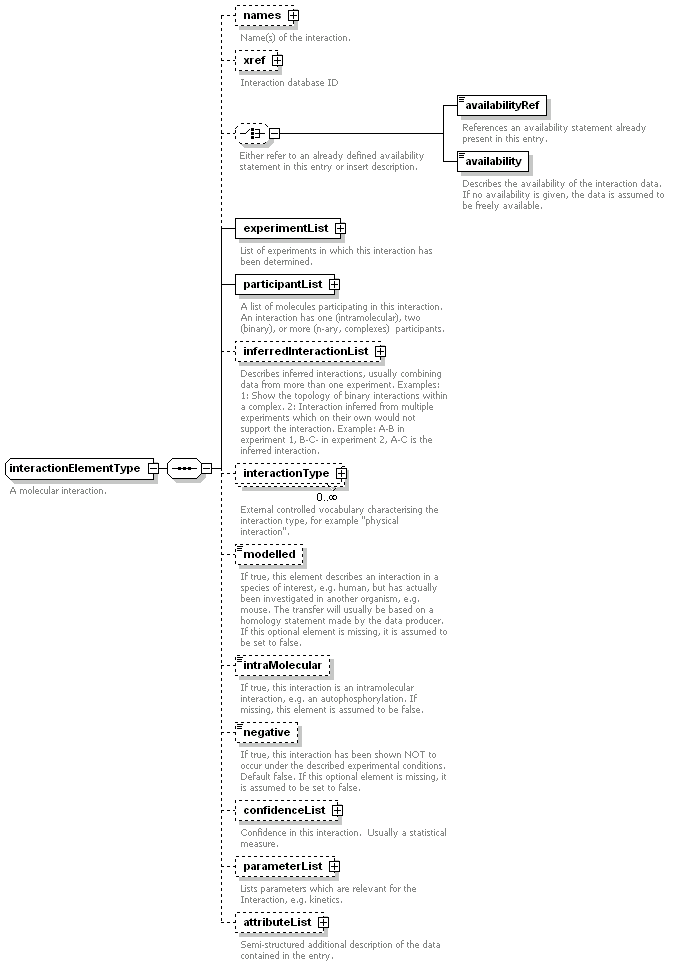 names
Name(s) of the interaction.
xref
Interaction database ID
availabilityRef
References an availability statement already
present in this entry.
Either refer to an already defined availability
statement in this entry or insert description.
availability
Describes the availability of the interaction data.
If no availability is given, the data is assumed to
be freely available.
experimentList
List of experiments in which this interaction has
been determined.
participantList
A list of molecules participating in this interaction.
An interaction has one (intramolecular), two
(binary), or more (n-ary, complexes) participants.
inferredInteractionList
Describes inferred interactions, usually combining
data from more than one experiment. Examples:
1: Show the topology of binary interactions within
a complex. 2: Interaction inferred from multiple
experiments which on their own would not
support the interaction. Example: A-B in
experiment 1, B-C- in experiment 2, A-C is the
inferred interaction.
interactionElementType
A molecular interaction.
interactionType
0..∞
External controlled vocabulary characterising the
interaction type, for example "physical
interaction".
modelled
If true, this element describes an interaction in a
species of interest, e.g. human, but has actually
been investigated in another organism, e.g.
mouse. The transfer will usually be based on a
homology statement made by the data producer.
If this optional element is missing, it is assumed to
be set to false.
intraMolecular
If true, this interaction is an intramolecular
interaction, e.g. an autophosphorylation. If
missing, this element is assumed to be false.
negative
If true, this interaction has been shown NOT to
occur under the described experimental conditions.
Default false. If this optional element is missing, it
is assumed to be set to false.
confidenceList
Confidence in this interaction. Usually a statistical
measure.
parameterList
Lists parameters which are relevant for the
Interaction, e.g. kinetics.
attributeList
Semi-structured additional description of the data
contained in the entry.